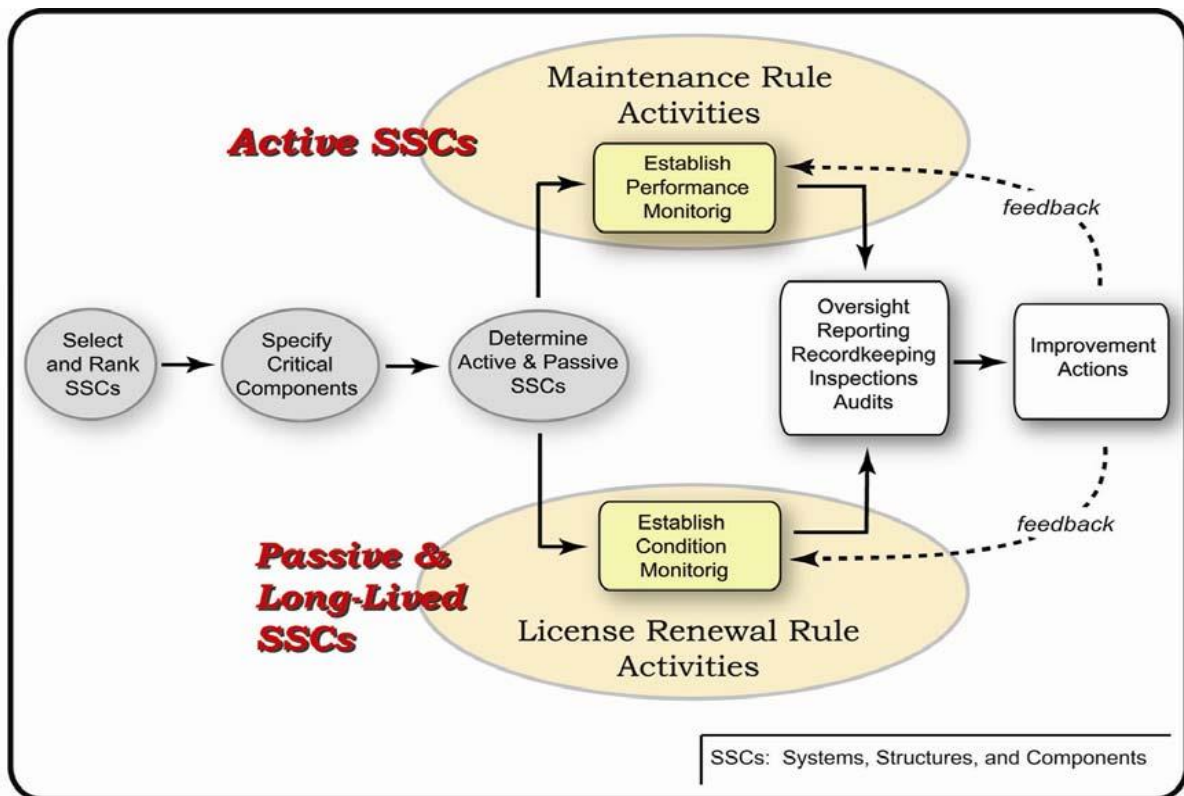 Maintenance Rule
Activities
Active SSCs
Establish
Performance
Monitorig
feedback
Select
and Rank
SSCs
Specify
Critical
Components
Determine
Active & Passive
SSCs
Oversight
Reporting
Recordkeeping
Inspections
Audits
Improvement
Actions
Passive &
Long-Lived
SSCs
Establish
Condition
Monitorig
feedback
License Renewal Rule
Activities
SSCs: Systems, Structures, and Components